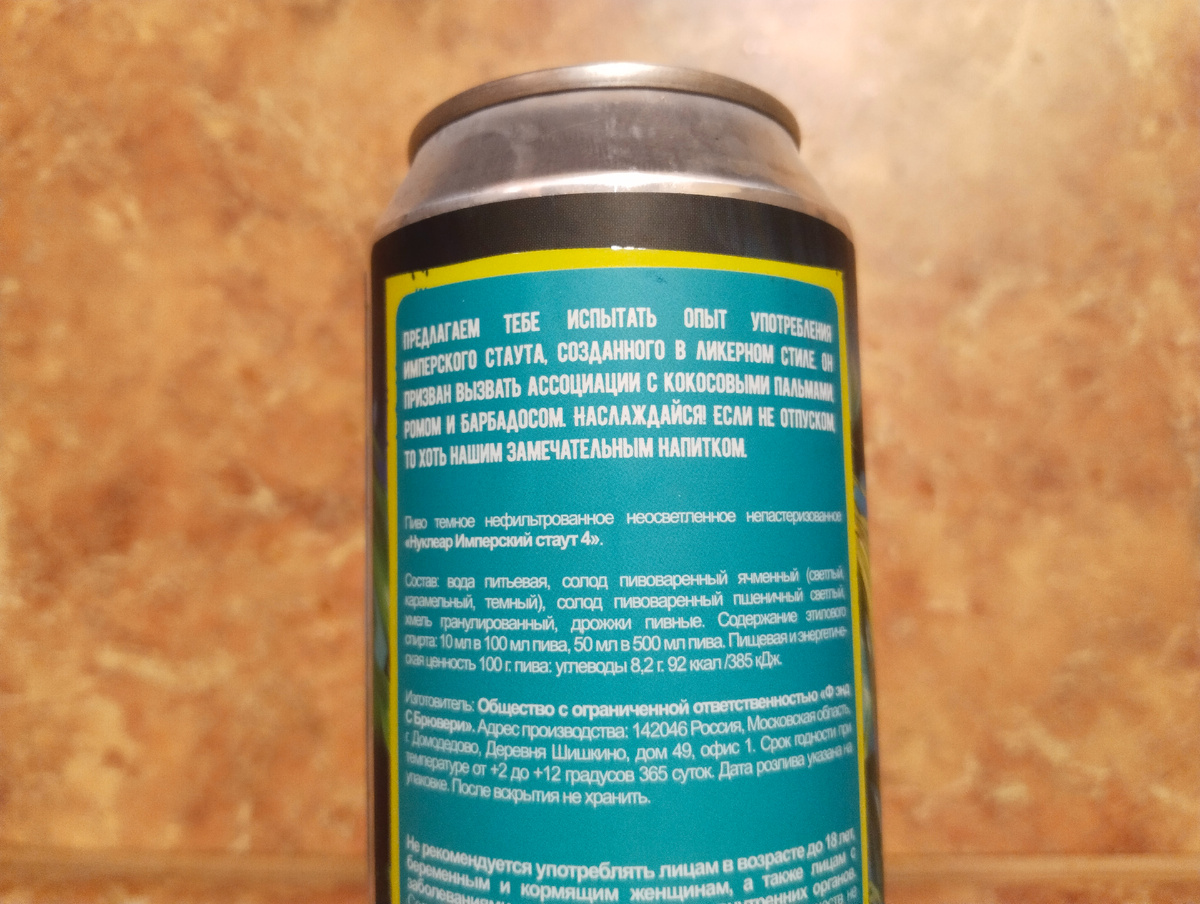 ПРЕДЛАГАЕМ ТЕБЕ ИСПЫТАТЬ ОПЫТ УПОТРЕБЛЕНИЯ
ИМПЕРСКОГО СТАУТА, СОЗДАННОГО В ЛИКЕРНОМ СТИЛЕ. ОН
ПРИЗВАН ВЫЗВАТЬ АССОЦИАЦИИ С КОКОСОВЫМИ ПАЛЬМАМИ,
РОМОМ И БАРБАДОСОМ. НАСЛАЖДАЙСЯ! ЕСЛИ НЕ ОТПУСКОМ,
ТО ХОТЬ НАШИМ ЗАМЕЧАТЕЛЬНЫМ НАПИТКОМ.
Пиво темное нефильтрованное неосветленное непастеризованное
«Нуклеар Имперский стаут 4».
Состав: вода питьевая, солод пивоваренный ячменный (светлый,
карамельный, темный), солод пивоваренный пшеничный светлый,
хмель гранулированный, дрожжи пивные. Содержание этилового
спирта: 10 мл в 100 мл пива, 50 мл в 500 мл пива. Пищевая и энергетиче-
ская ценность 100 г. пива: углеводы 8,2 г. 92 ккал /385 кДж.
Изготовитель: Общество с ограниченной ответственностью «Ф энд
С Брювери». Адрес производства: 142046 Россия, Московская область,
г. Домодедово, Деревня Шишкино, дом 49, офис 1. Срок годности при
температуре от +2 до +12 градусов 365 суток. Дата розлива указана на
упаковке. После вскрытия не хранить.
Не рекомендуется употреблять лицам в возрасте до 18 лет,
беременным и кормящим женщинам, а также лицам с
заболеваниями внутренних органов.